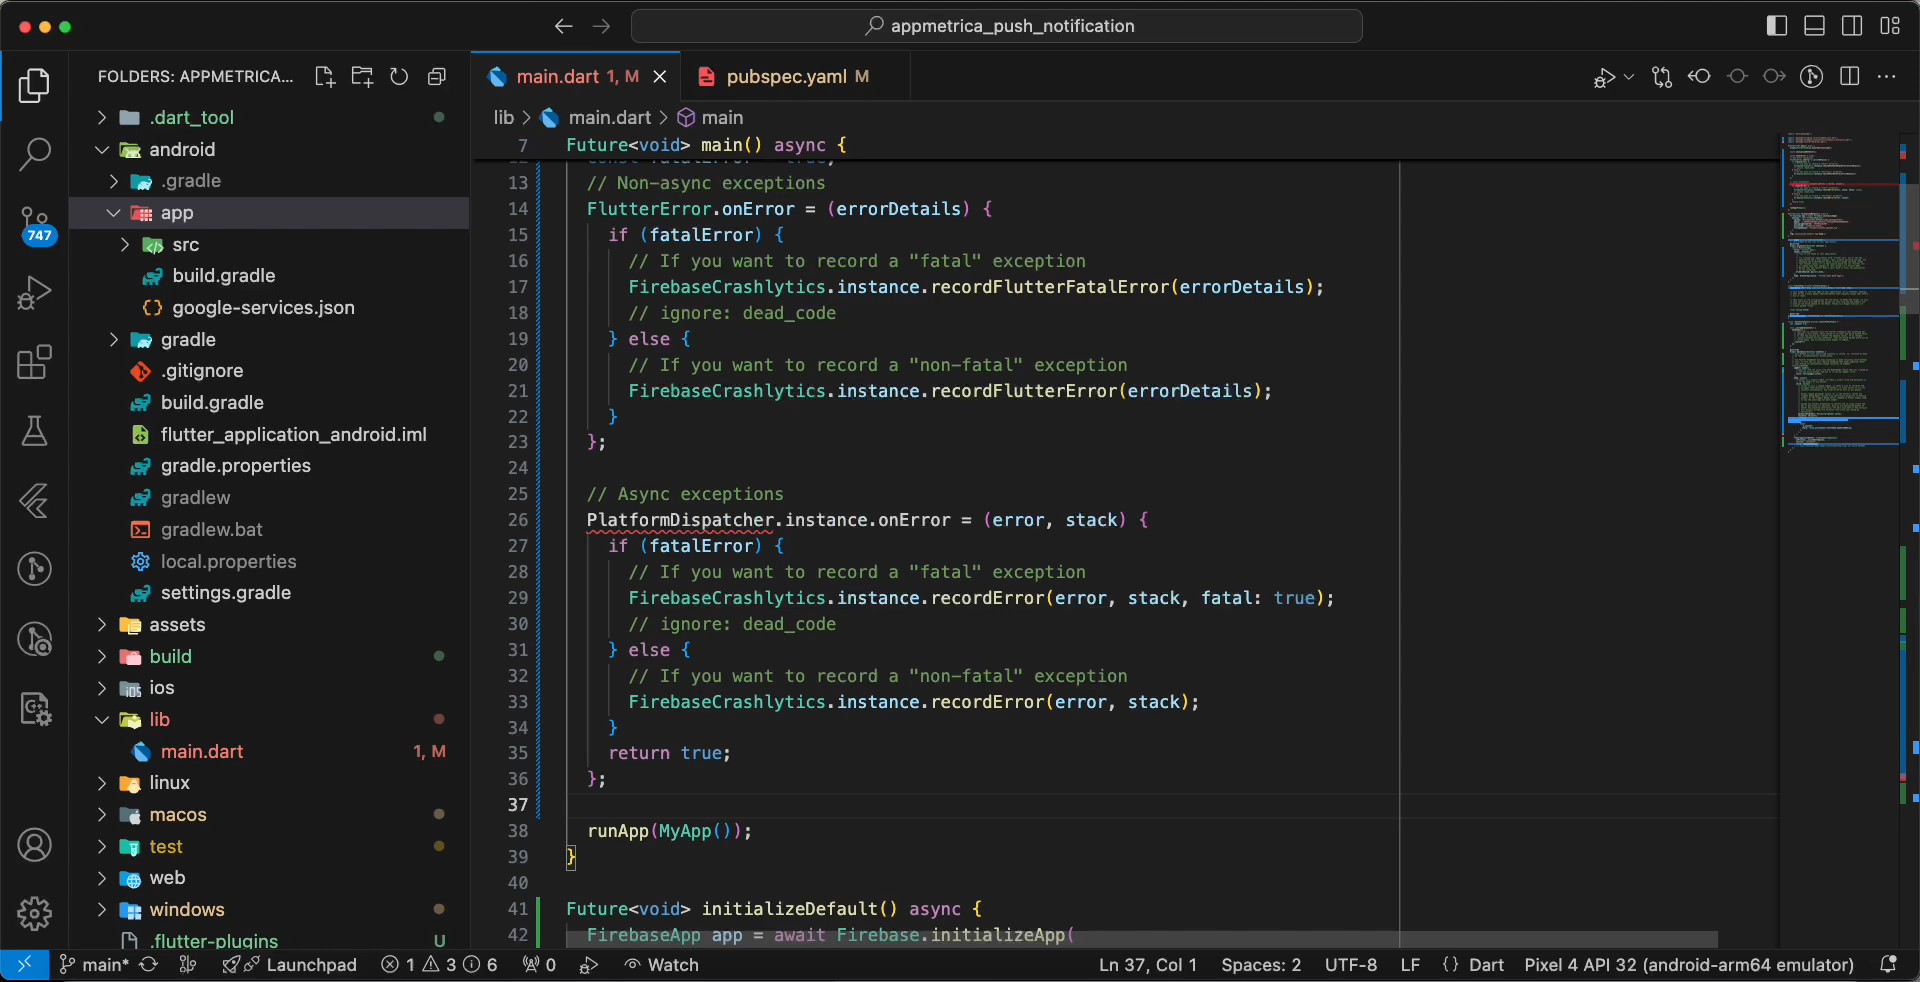 appmetrica_push_notification
FOLDERS: APPMETRICA...
.dart_tool
android
.gradle
app
src
build.gradle
google-services.json
gradle
.gitignore
build.gradle
flutter_application_android.iml
gradle.properties
gradlew
gradlew.bat
local.properties
settings.gradle
assets
build
ios
lib
main.dart 1, M
linux
macos
test
web
windows
.flutter-plugins U
747
main.dart 1, M
pubspec.yaml M
lib > main.dart > main
7 Future<void> main() async {
13 // Non-async exceptions
14 FlutterError.onError = (errorDetails) {
15 if (fatalError) {
16 // If you want to record a "fatal" exception
17 FirebaseCrashlytics.instance.recordFlutterFatalError(errorDetails);
18 // ignore: dead_code
19 } else {
20 // If you want to record a "non-fatal" exception
21 FirebaseCrashlytics.instance.recordFlutterError(errorDetails);
22 }
23 };
24
25 // Async exceptions
26 PlatformDispatcher.instance.onError = (error, stack) {
27 if (fatalError) {
28 // If you want to record a "fatal" exception
29 FirebaseCrashlytics.instance.recordError(error, stack, fatal: true);
30 // ignore: dead_code
31 } else {
32 // If you want to record a "non-fatal" exception
33 FirebaseCrashlytics.instance.recordError(error, stack);
34 }
35 return true;
36 };
37
38 runApp(MyApp());
39 }
40
41 Future<void> initializeDefault() async {
42 FirebaseApp app = await Firebase.initializeApp(
main* Launchpad 1 3 6 0 Watch Ln 37, Col 1 Spaces: 2 UTF-8 LF {} Dart Pixel 4 API 32 (android-arm64 emulator)